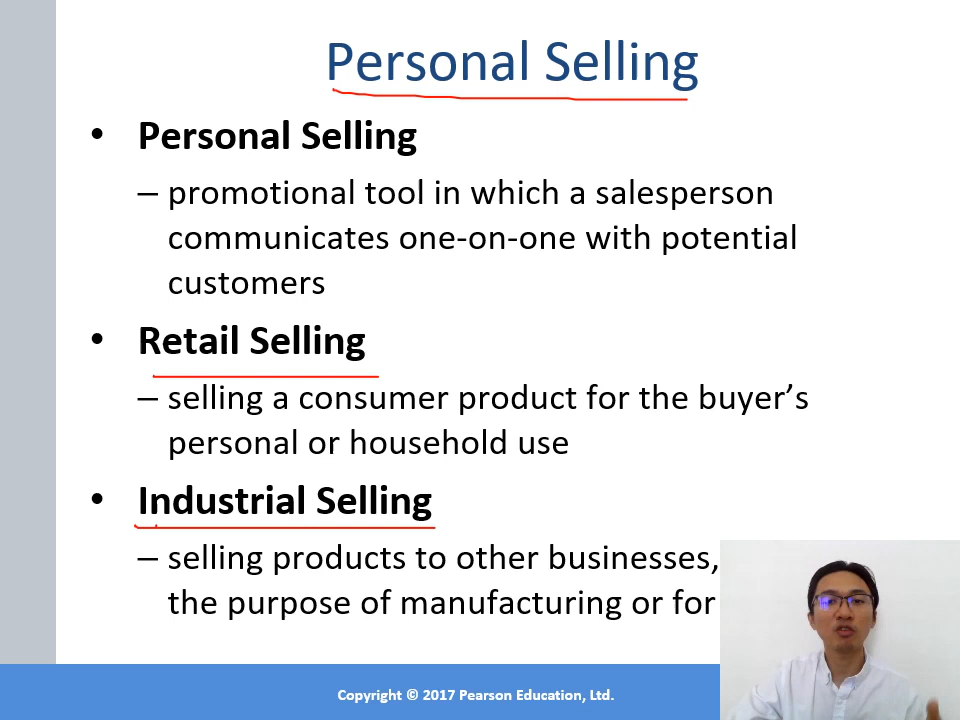 Personal Selling
• Personal Selling
– promotional tool in which a salesperson
communicates one-on-one with potential
customers
• Retail Selling
– selling a consumer product for the buyer’s
personal or household use
• Industrial Selling
– selling products to other businesses,
the purpose of manufacturing or for
Copyright © 2017 Pearson Education, Ltd.